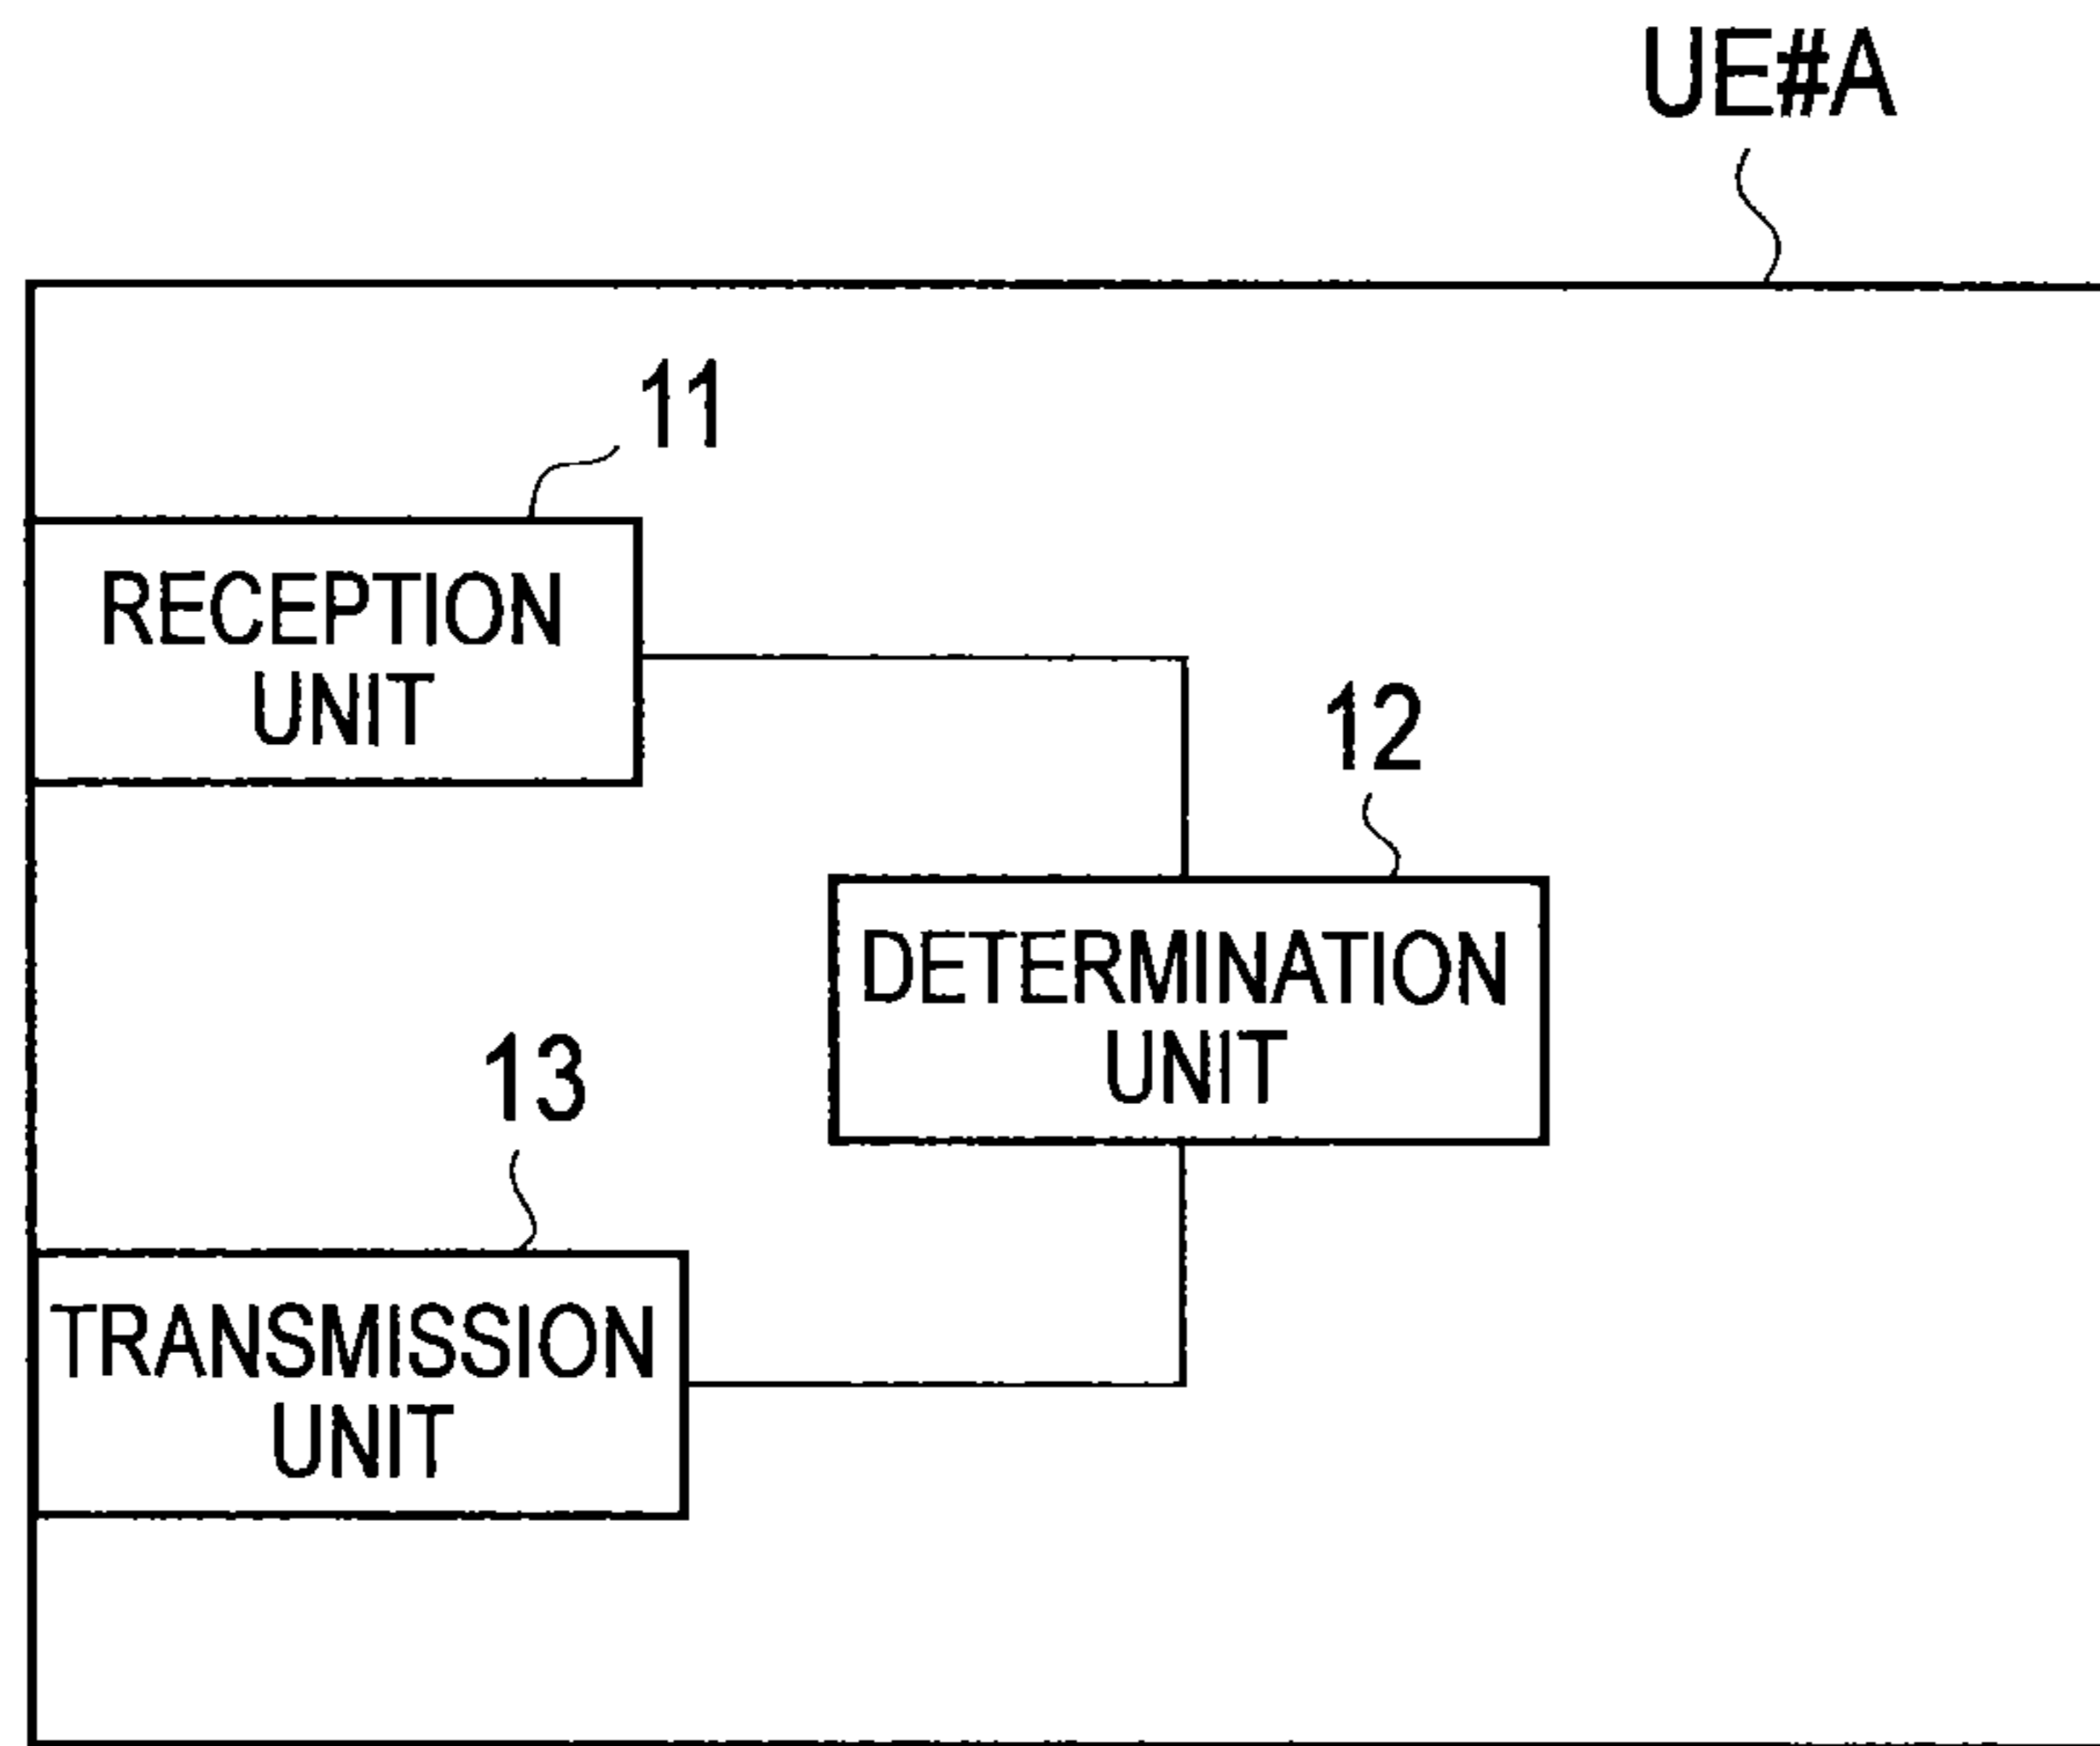 UE#A
11
RECEPTION
UNIT
12
DETERMINATION
UNIT
13
TRANSMISSION
UNIT